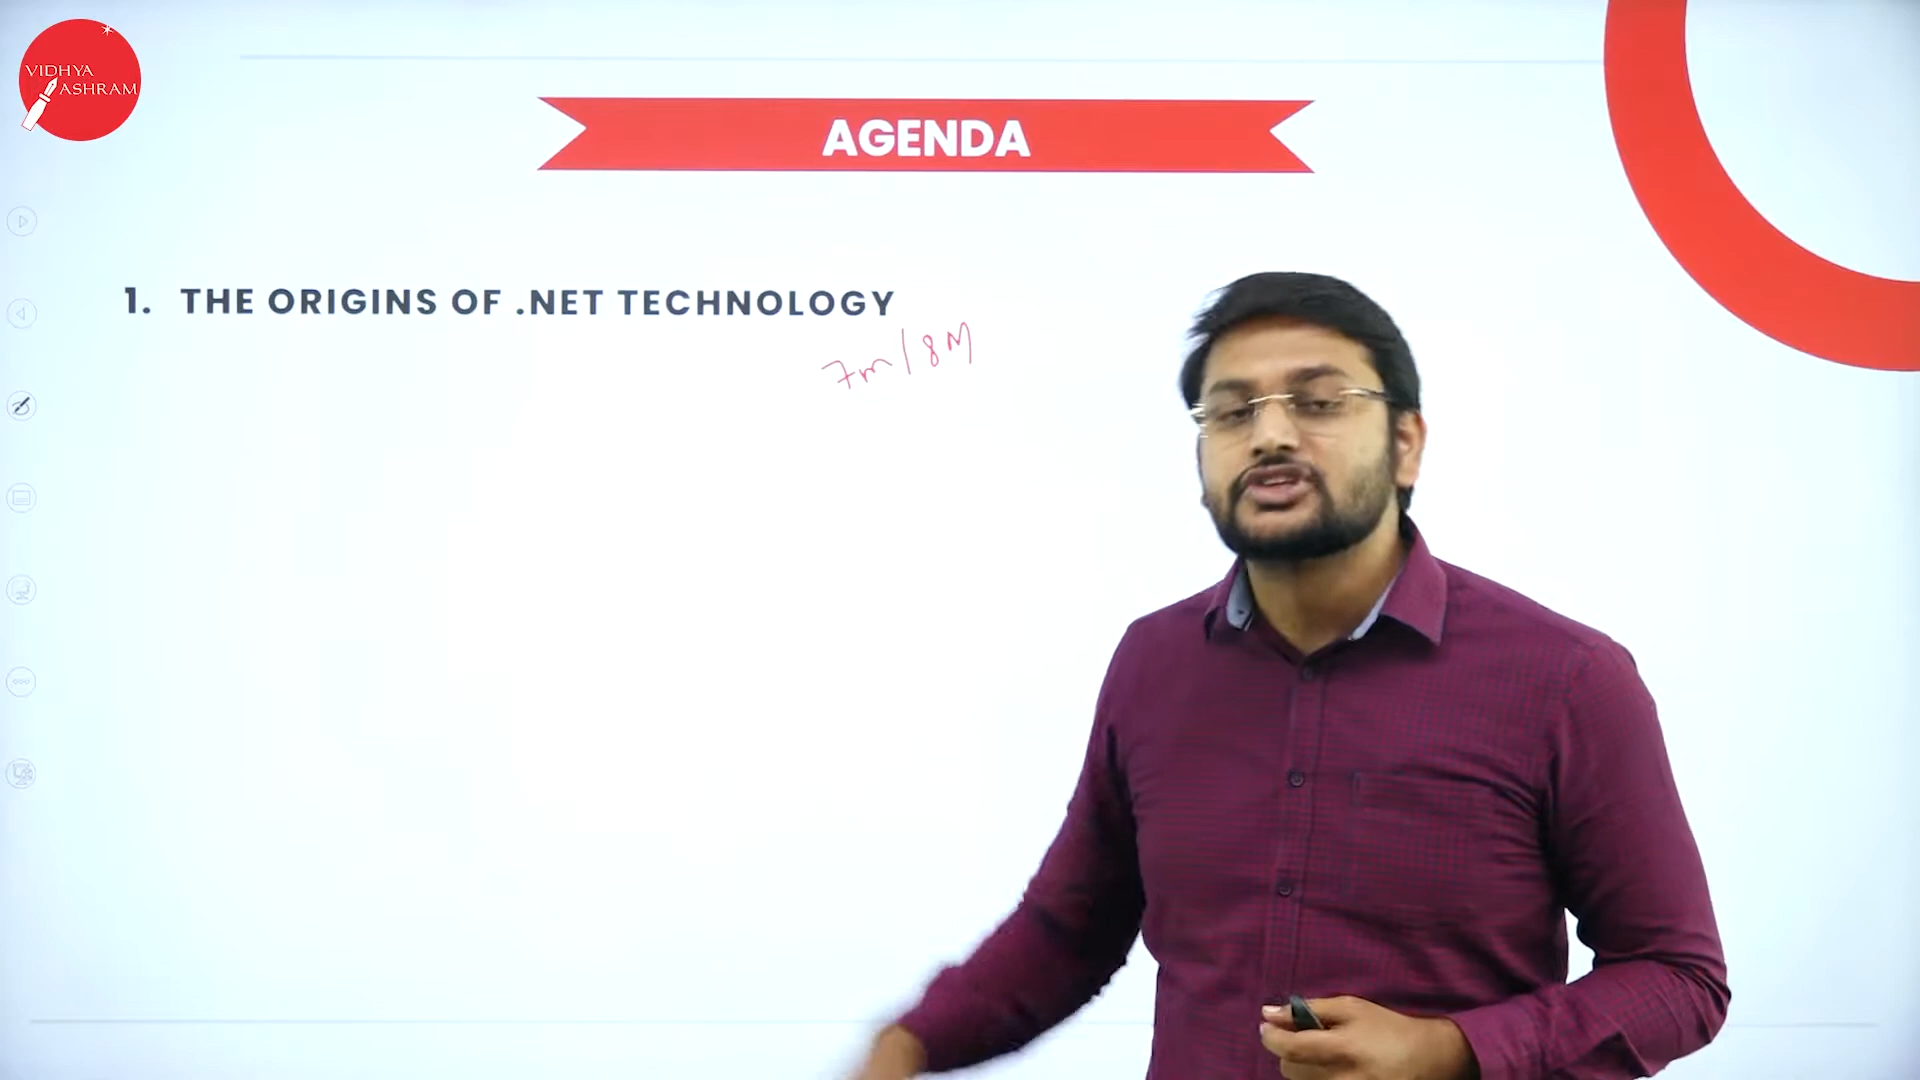 VIDHYA
ASHRAM
AGENDA
1. THE ORIGINS OF .NET TECHNOLOGY
7m/8M